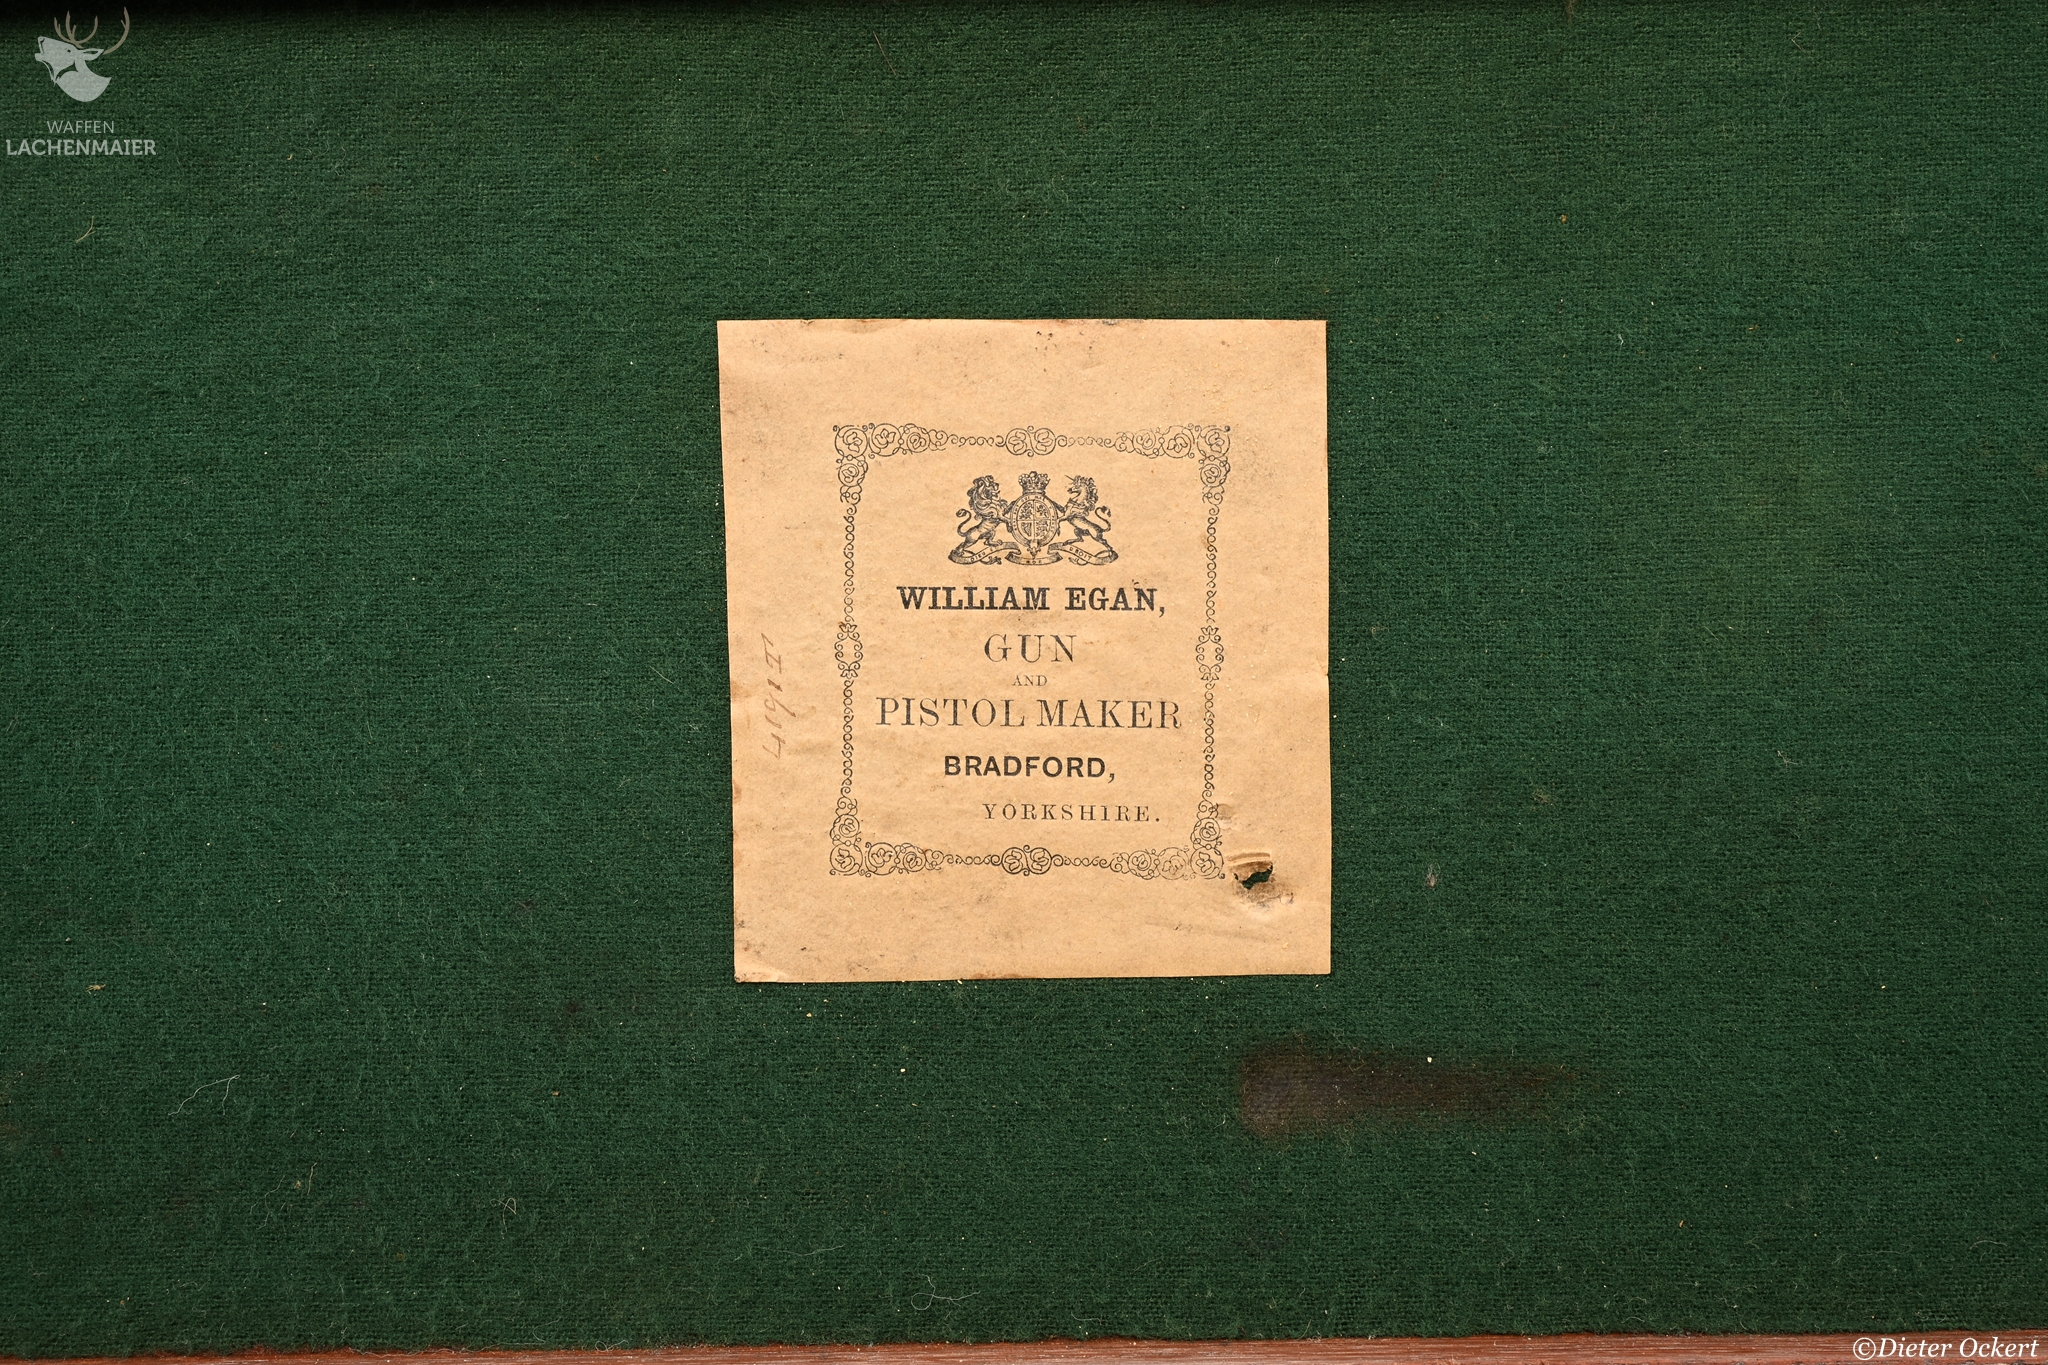 WAFFEN
LACHENMAIER
WILLIAM EGAN,
GUN
AND
PISTOL MAKER
BRADFORD,
YORKSHIRE.
©Dieter Ockert